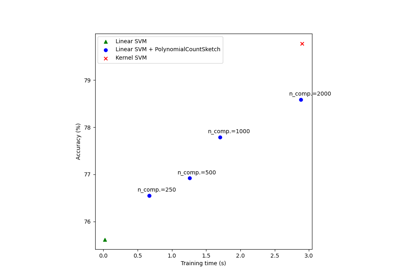 Linear SVM
Linear SVM + PolynomialCountSketch
Kernel SVM
n_comp.=2000
n_comp.=1000
n_comp.=500
n_comp.=250
79
78
77
76
Accuracy (%)
0.0 0.5 1.0 1.5 2.0 2.5 3.0
Training time (s)